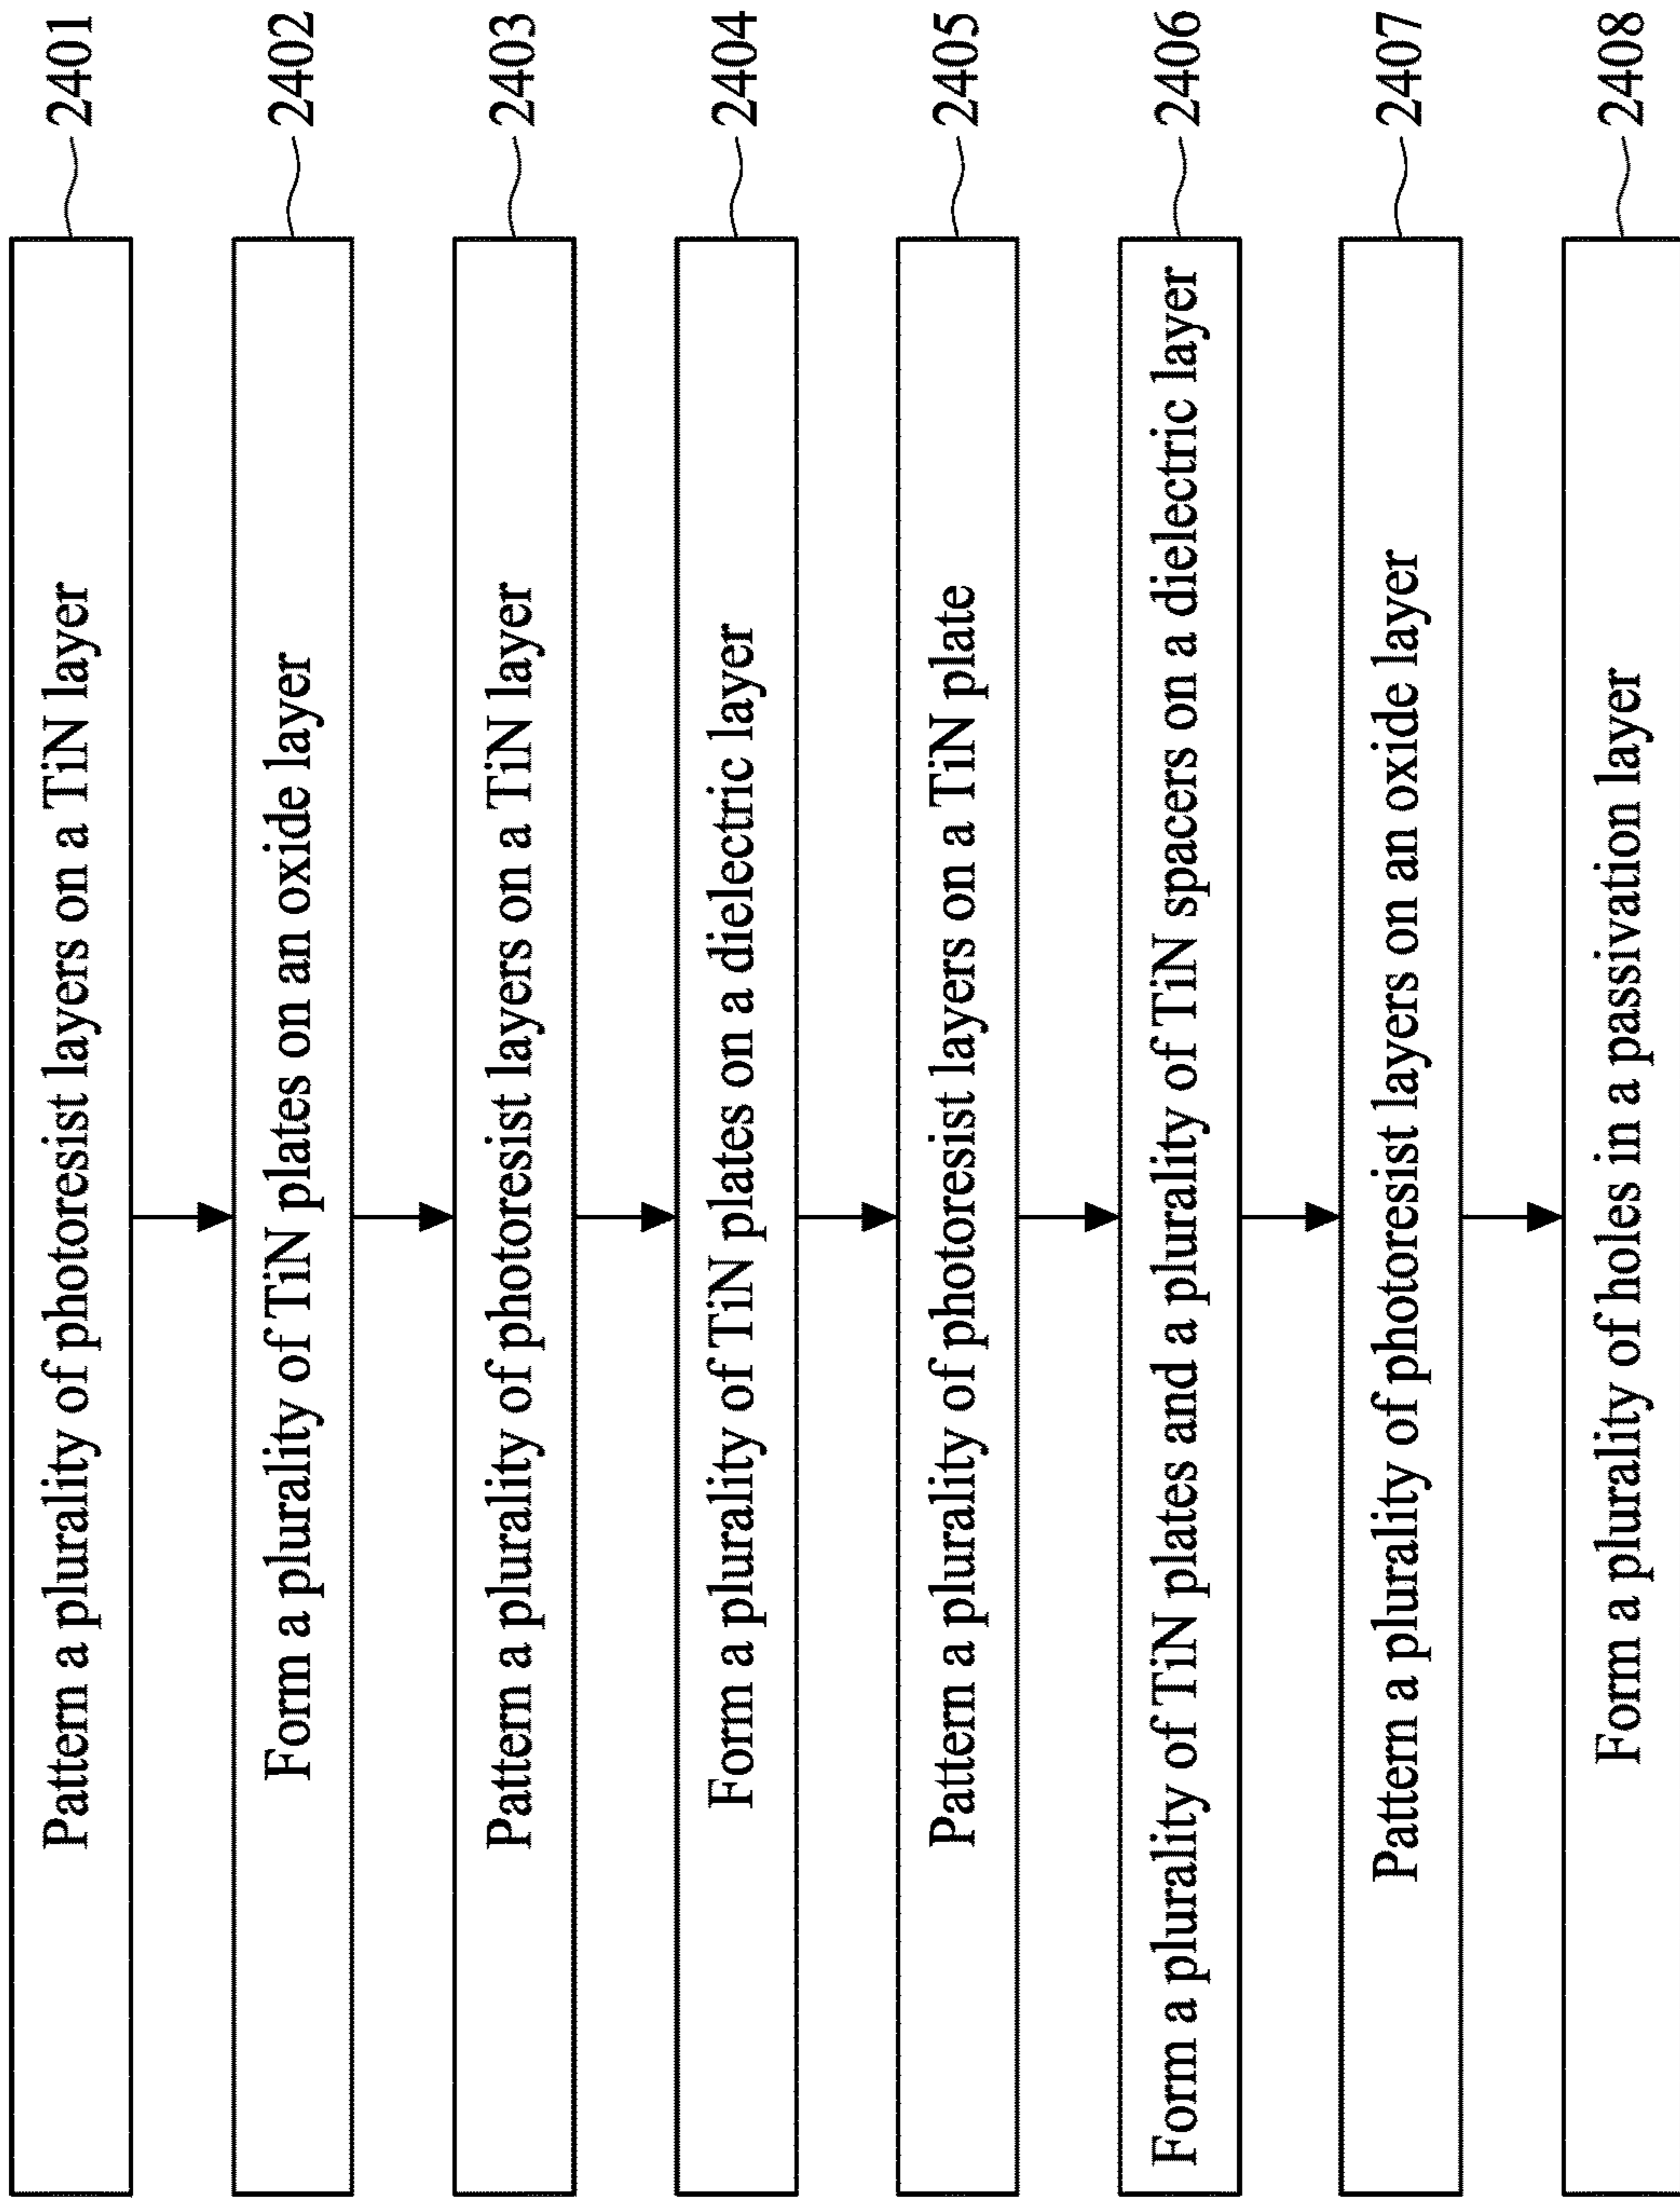 Pattern a plurality of photoresist layers on a TiN layer 2401
Form a plurality of TiN plates on an oxide layer 2402
Pattern a plurality of photoresist layers on a TiN layer 2403
Form a plurality of TiN plates on a dielectric layer 2404
Pattern a plurality of photoresist layers on a TiN plate 2405
Form a plurality of TiN plates and a plurality of TiN spacers on a dielectric layer 2406
Pattern a plurality of photoresist layers on an oxide layer 2407
Form a plurality of holes in a passivation layer 2408